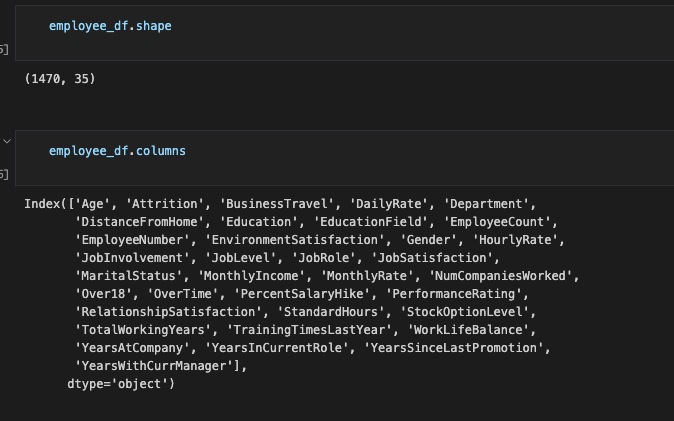 employee_df.shape
5]
(1470, 35)
employee_df.columns
6]
Index(['Age', 'Attrition', 'BusinessTravel', 'DailyRate', 'Department',
'DistanceFromHome', 'Education', 'EducationField', 'EmployeeCount',
'EmployeeNumber', 'EnvironmentSatisfaction', 'Gender', 'HourlyRate',
'JobInvolvement', 'JobLevel', 'JobRole', 'JobSatisfaction',
'MaritalStatus', 'MonthlyIncome', 'MonthlyRate', 'NumCompaniesWorked',
'Over18', 'OverTime', 'PercentSalaryHike', 'PerformanceRating',
'RelationshipSatisfaction', 'StandardHours', 'StockOptionLevel',
'TotalWorkingYears', 'TrainingTimesLastYear', 'WorkLifeBalance',
'YearsAtCompany', 'YearsInCurrentRole', 'YearsSinceLastPromotion',
'YearsWithCurrManager'],
dtype='object')